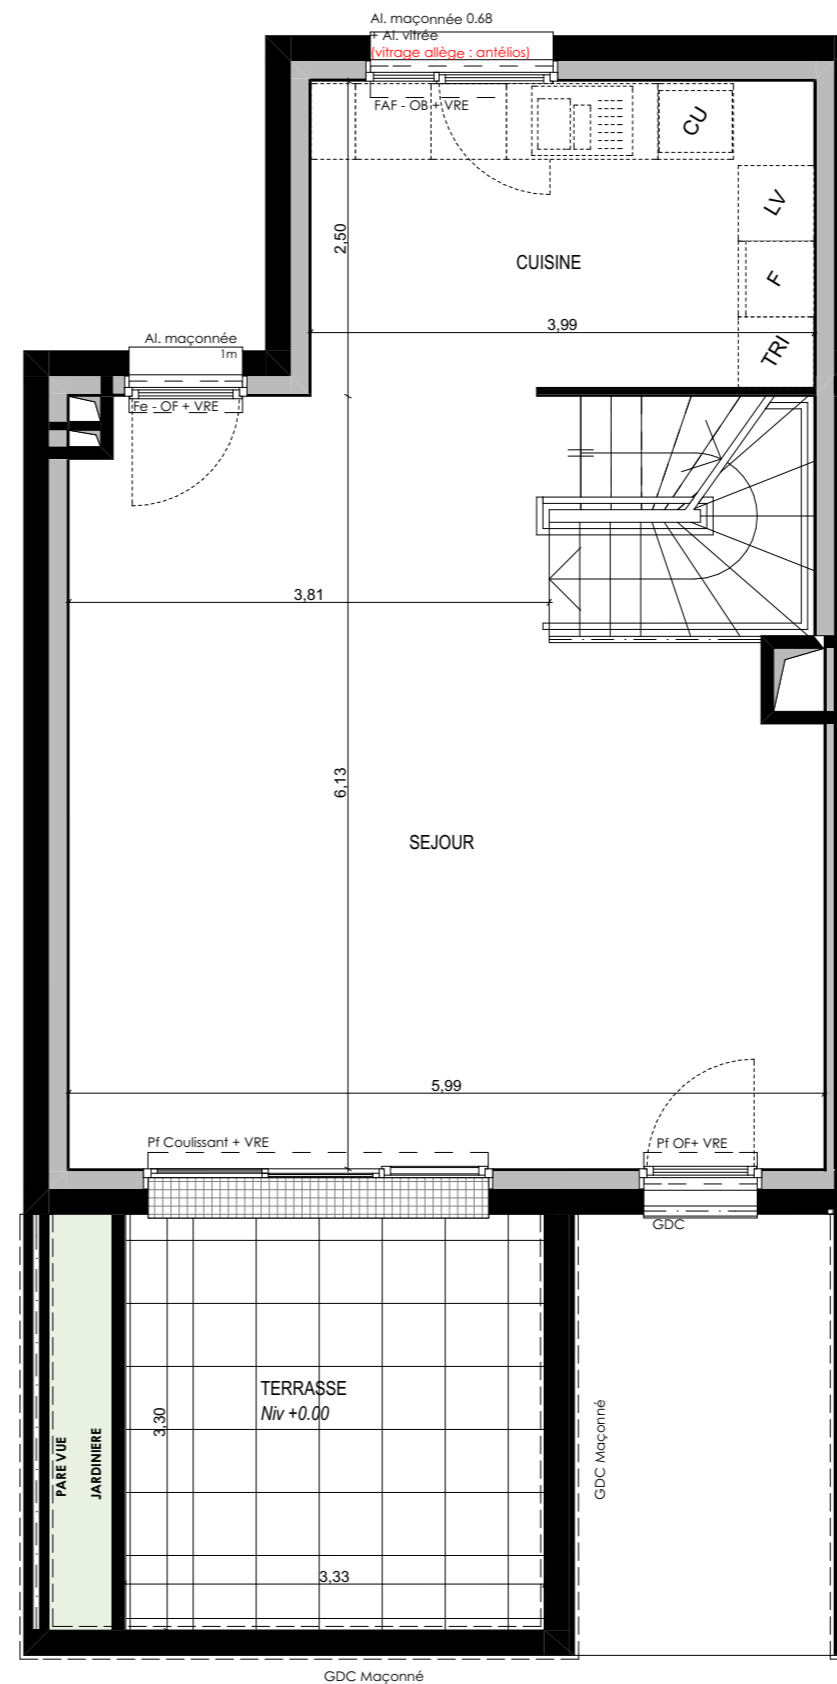 Al. maçonnée 0.68
+ Al. vitrée
(vitrage allège : antélios)
FAF - OB + VRE
CU
LV
2,50
CUISINE
F
3,99
TRI
Al. maçonnée
1m
Fe - OF + VRE
3,81
6,13
SEJOUR
5,99
Pf Coulissant + VRE
Pf OF+ VRE
GDC
TERRASSE
Niv +0.00
3,30
PARE VUE
JARDINIERE
GDC Maçonné
3,33
GDC Maçonné